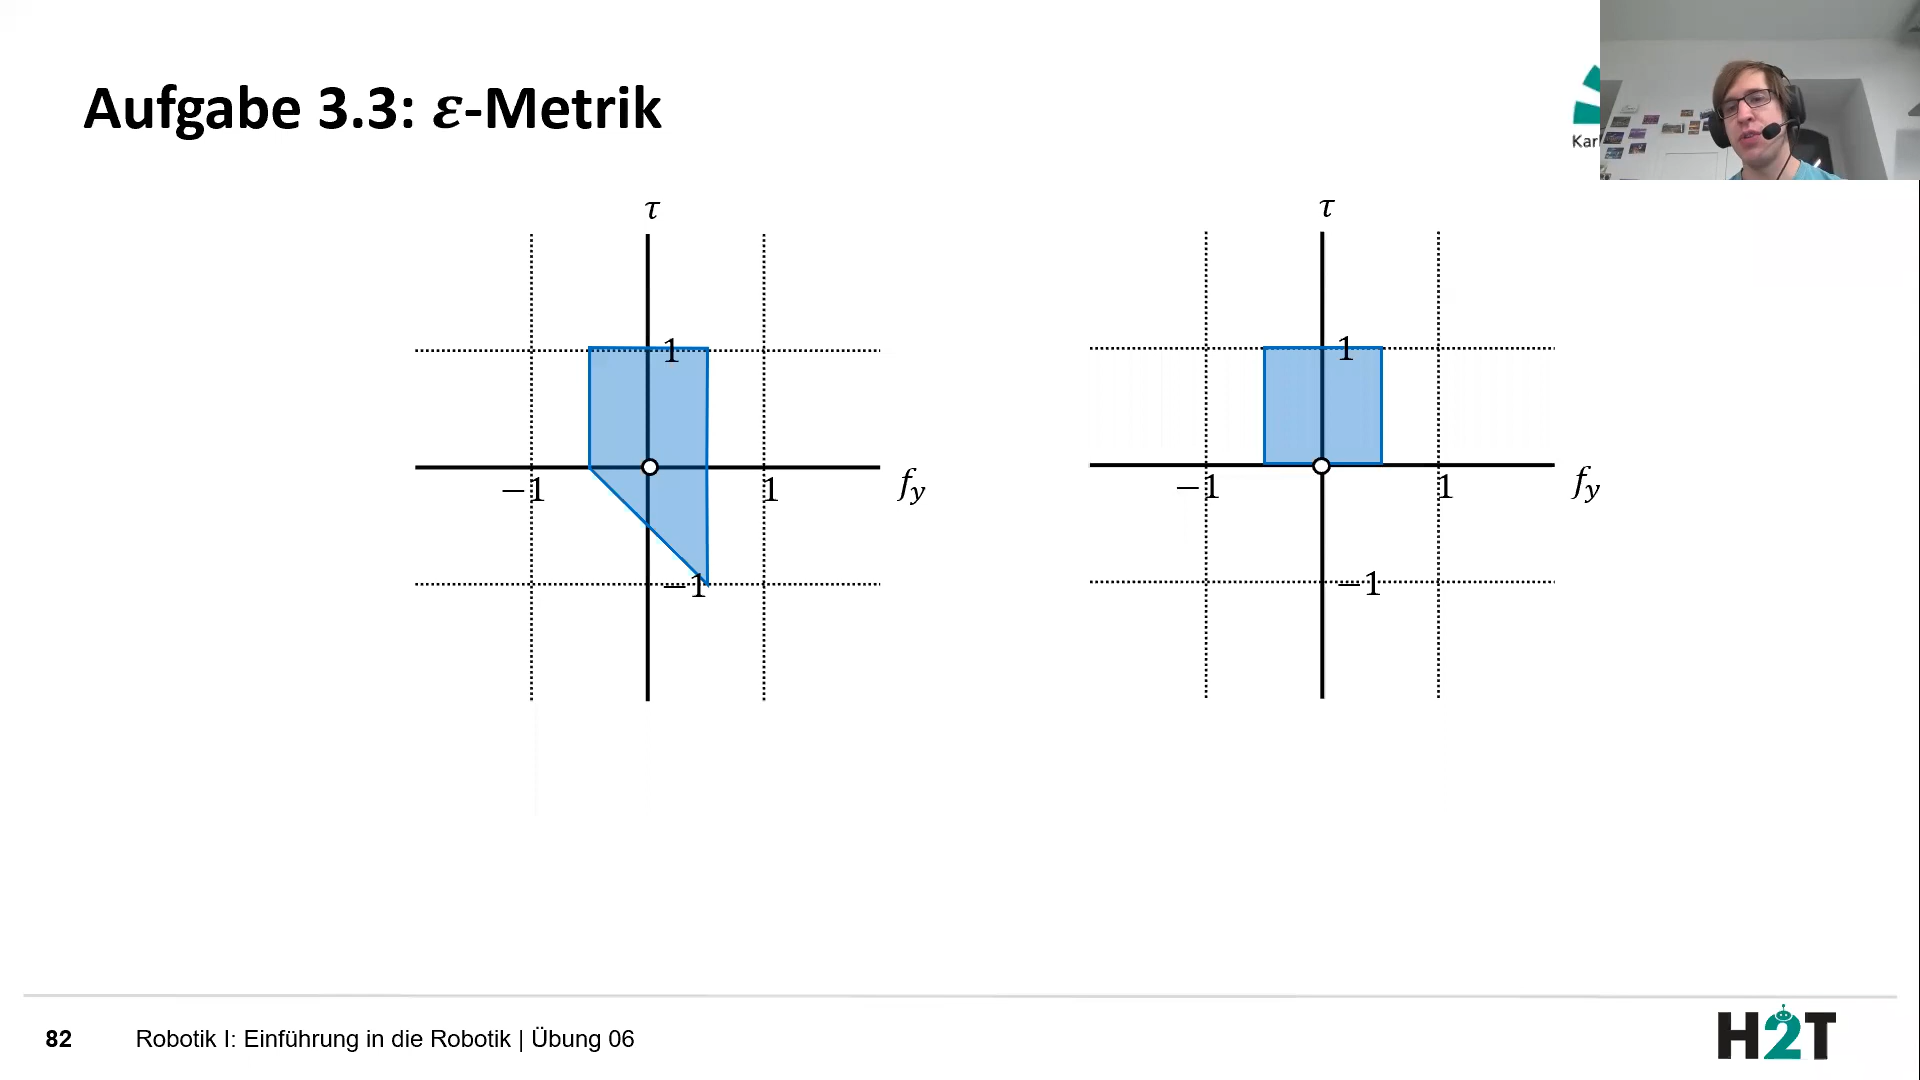 Aufgabe 3.3: ε-Metrik
Karl
τ
1
−1
1
f_y
−1
τ
1
−1
1
f_y
−1
82
Robotik I: Einführung in die Robotik | Übung 06
H2T